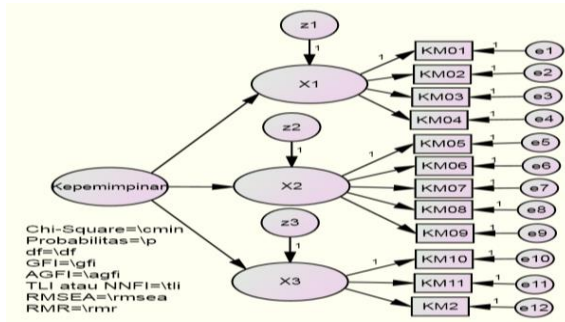 z1
1
X1
1
KM01
1
e1
KM02
1
e2
KM03
1
e3
KM04
1
e4
z2
1
X2
1
KM05
1
e5
KM06
1
e6
KM07
1
e7
KM08
1
e8
KM09
1
e9
Kepemimpinan
z3
1
X3
1
KM10
1
e10
KM11
1
e11
KM2
1
e12
Chi-Square=\cmin
Probabilitas=\p
df=\df
GFI=\gfi
AGFI=\agfi
TLI atau NNFI=\tli
RMSEA=\rmsea
RMR=\rmr